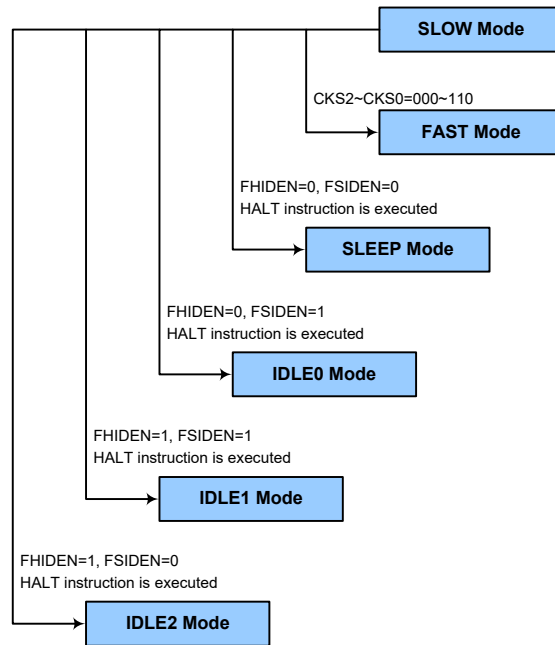 SLOW Mode
CKS2~CKS0=000~110
FAST Mode
FHIDEN=0, FSIDEN=0
HALT instruction is executed
SLEEP Mode
FHIDEN=0, FSIDEN=1
HALT instruction is executed
IDLE0 Mode
FHIDEN=1, FSIDEN=1
HALT instruction is executed
IDLE1 Mode
FHIDEN=1, FSIDEN=0
HALT instruction is executed
IDLE2 Mode